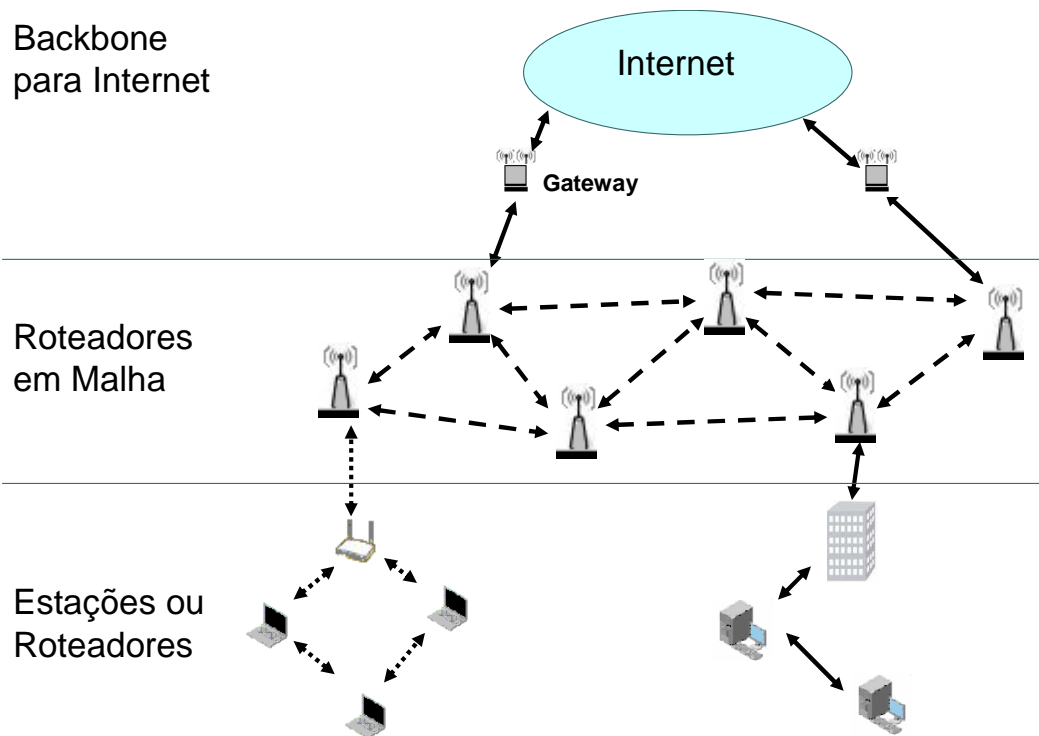 Backbone
para Internet
Internet
Gateway
Roteadores
em Malha
Estações ou
Roteadores